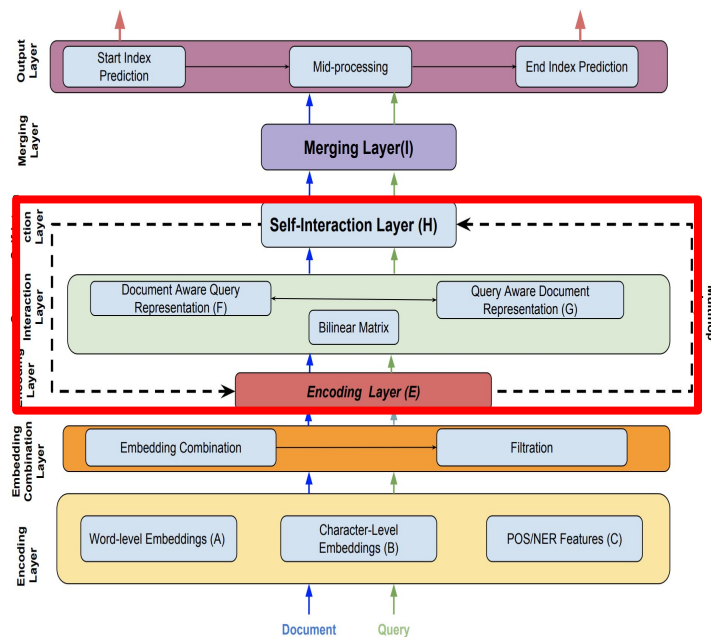 Output
Layer
Start Index
Prediction
Mid-processing
End Index Prediction
Merging
Layer
Merging Layer(I)
Layer
Self-Interaction Layer (H)
Interaction
Layer
Document Aware Query
Representation (F)
Query Aware Document
Representation (G)
Bilinear Matrix
Layer
Encoding Layer (E)
Embedding
Combination
Layer
Embedding Combination
Filtration
Encoding
Layer
Word-level Embeddings (A)
Character-Level
Embeddings (B)
POS/NER Features (C)
Document
Query